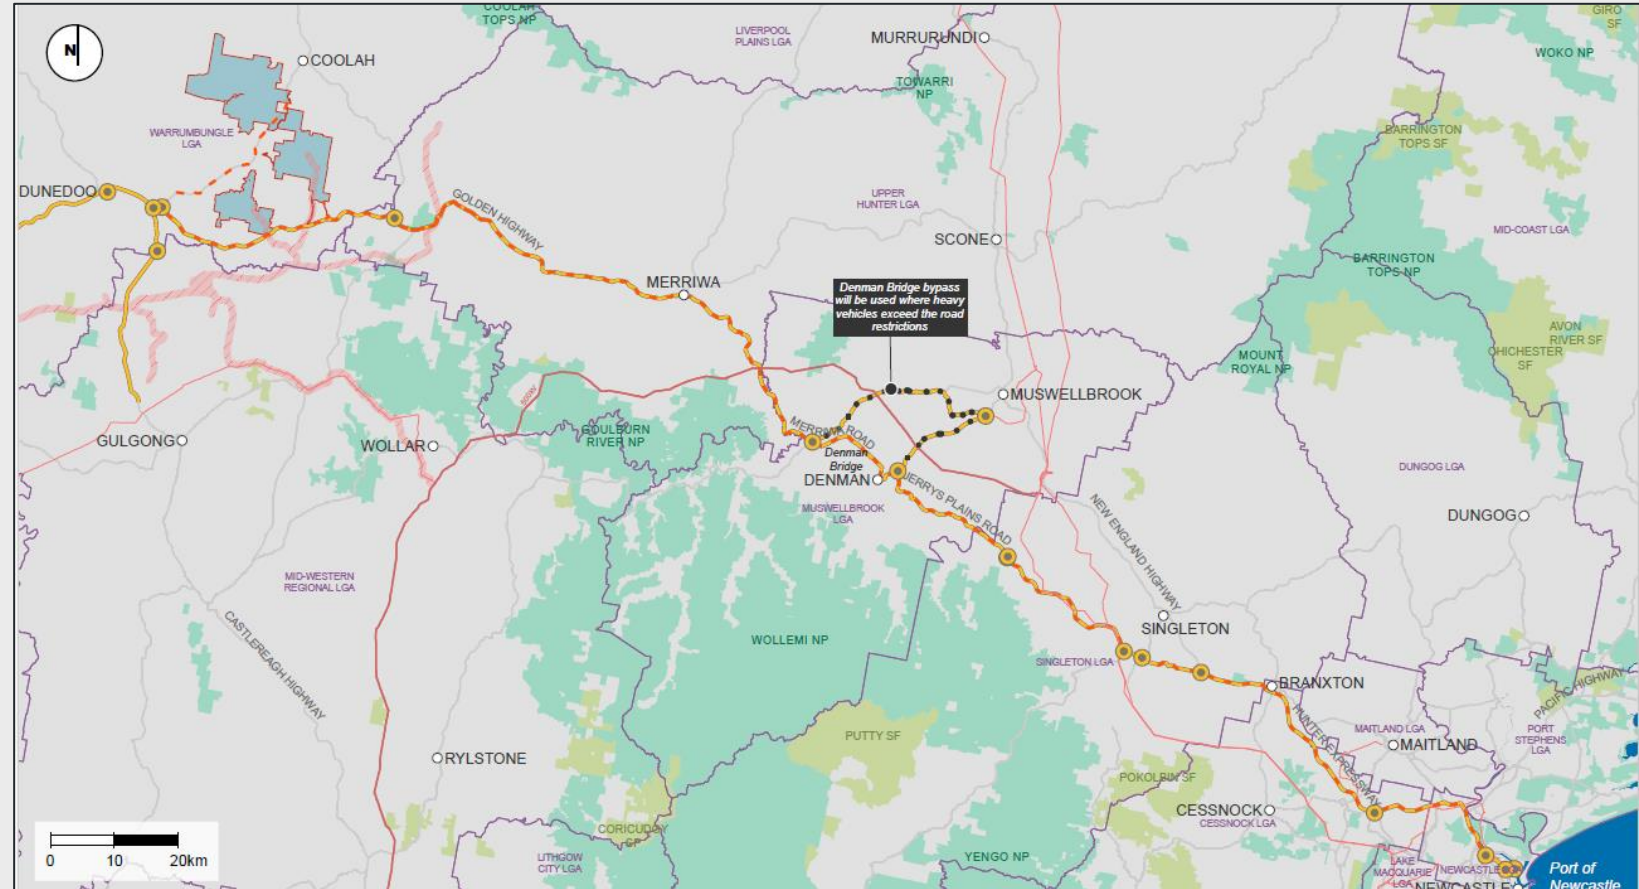 COOLAH
TOPS NP
GIRO
SF
N
LIVERPOOL
PLAINS LGA
MURRURUNDI
WOKO NP
COOLAH
TOWARRI
NP
WARRUMBUNGLE
LGA
BARRINGTON
TOPS SF
DUNEDOO
GOLDEN HIGHWAY
UPPER
HUNTER LGA
SCONE
MID-COAST LGA
BARRINGTON
TOPS NP
MERRIWA
Denman Bridge bypass
will be used where heavy
vehicles exceed the road
restrictions
AVON
RIVER SF
CHICHESTER
SF
MOUNT
ROYAL NP
500kV
MUSWELLBROOK
GULGONG
WOLLAR
GOULBURN
RIVER NP
MERRIWA ROAD
Denman
Bridge
DENMAN
JERRYS PLAINS ROAD
DUNGOG LGA
MUSWELLBROOK
LGA
NEW ENGLAND HIGHWAY
DUNGOG
MID-WESTERN
REGIONAL LGA
CASTLEREAGH HIGHWAY
WOLLEMI NP
SINGLETON
SINGLETON LGA
BRANXTON
PACIFIC HIGHWAY
HUNTER EXPRESSWAY
MAITLAND LGA
PORT
STEPHENS
LGA
PUTTY SF
MAITLAND
RYLSTONE
POKOLBIN SF
CESSNOCK
CESSNOCK LGA
CORICUDGY
SF
0 10 20km
LITHGOW
CITY LGA
YENGO NP
LAKE
MACQUARIE
LGA
NEWCASTLE
NEWCASTLE
Port of
Newcastle